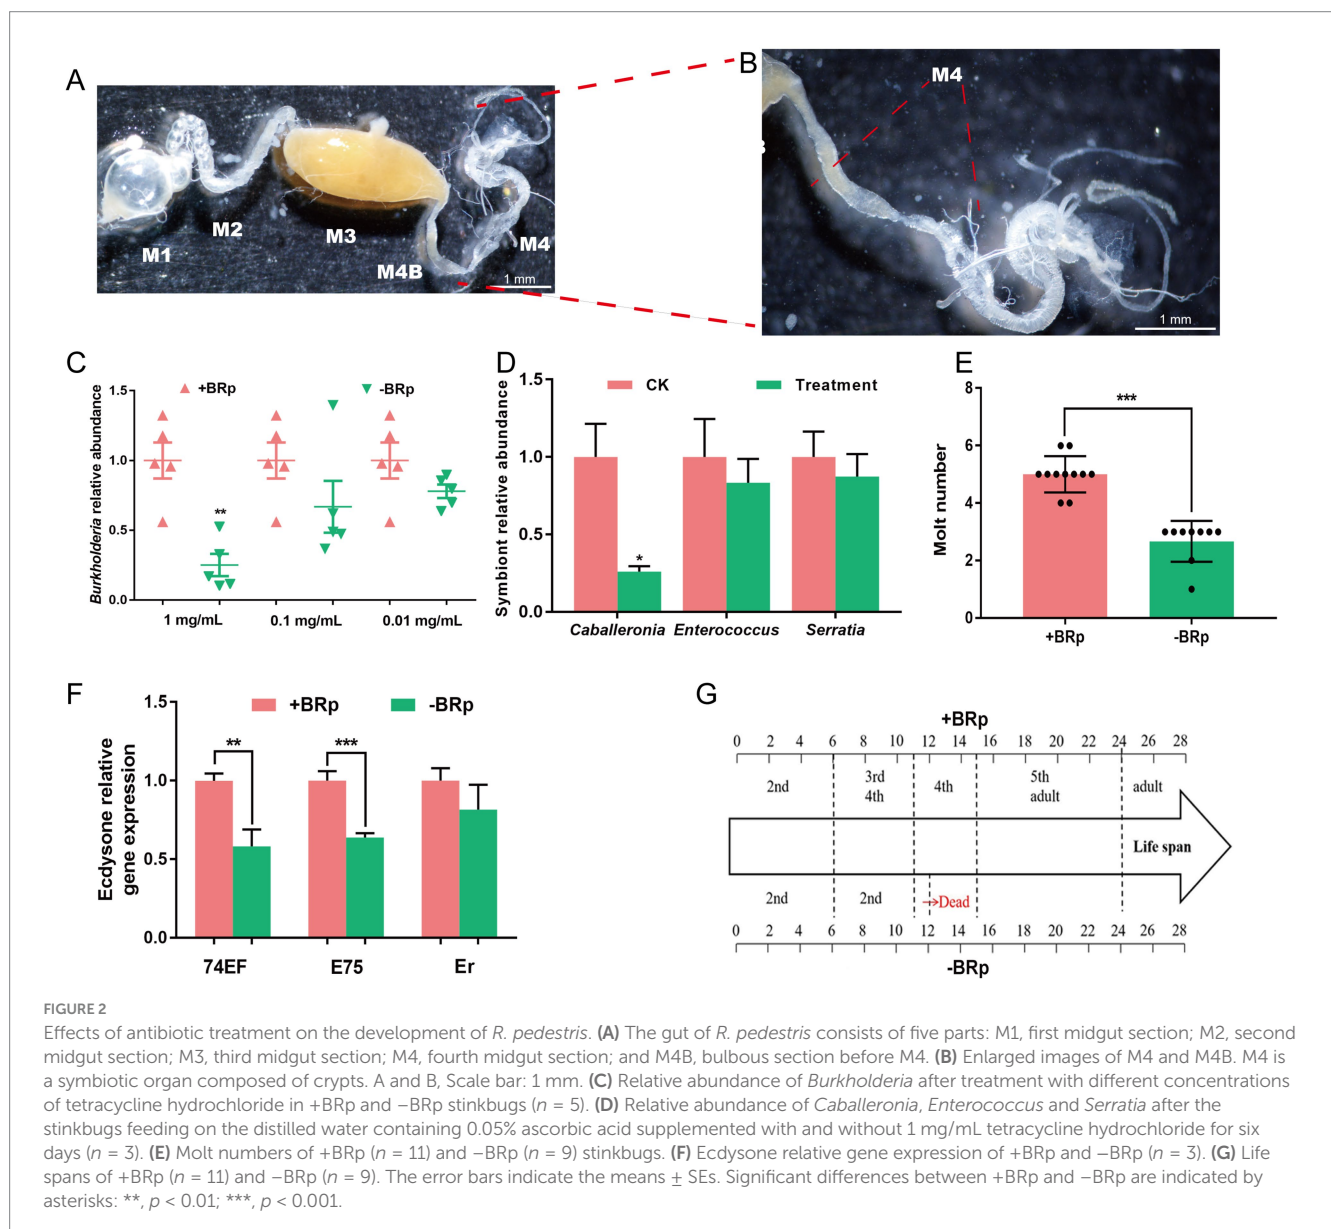 A
M1
M2
M3
M4B
M4
1 mm
B
M4
1 mm
C
+BRp
-BRp
Burkholderia relative abundance
1.5
1.0
0.5
0.0
**
1 mg/mL
0.1 mg/mL
0.01 mg/mL
D
CK
Treatment
Symbiont relative abundance
1.5
1.0
0.5
0.0
*
Caballeronia
Enterococcus
Serratia
E
Molt number
8
6
4
2
0
***
+BRp
-BRp
F
+BRp
-BRp
Ecdysone relative
gene expression
1.5
1.0
0.5
0.0
**
***
74EF
E75
Er
G
+BRp
0 2 4 6 8 10 12 14 16 18 20 22 24 26 28
2nd
3rd
4th
4th
5th
adult
adult
Life span
2nd
2nd
Dead
0 2 4 6 8 10 12 14 16 18 20 22 24 26 28
-BRp
FIGURE 2
Effects of antibiotic treatment on the development of R. pedestris. (A) The gut of R. pedestris consists of five parts: M1, first midgut section; M2, second
midgut section; M3, third midgut section; M4, fourth midgut section; and M4B, bulbous section before M4. (B) Enlarged images of M4 and M4B. M4 is
a symbiotic organ composed of crypts. A and B, Scale bar: 1 mm. (C) Relative abundance of Burkholderia after treatment with different concentrations
of tetracycline hydrochloride in +BRp and −BRp stinkbugs (n = 5). (D) Relative abundance of Caballeronia, Enterococcus and Serratia after the
stinkbugs feeding on the distilled water containing 0.05% ascorbic acid supplemented with and without 1 mg/mL tetracycline hydrochloride for six
days (n = 3). (E) Molt numbers of +BRp (n = 11) and −BRp (n = 9) stinkbugs. (F) Ecdysone relative gene expression of +BRp and −BRp (n = 3). (G) Life
spans of +BRp (n = 11) and −BRp (n = 9). The error bars indicate the means ± SEs. Significant differences between +BRp and −BRp are indicated by
asterisks: **, p < 0.01; ***, p < 0.001.